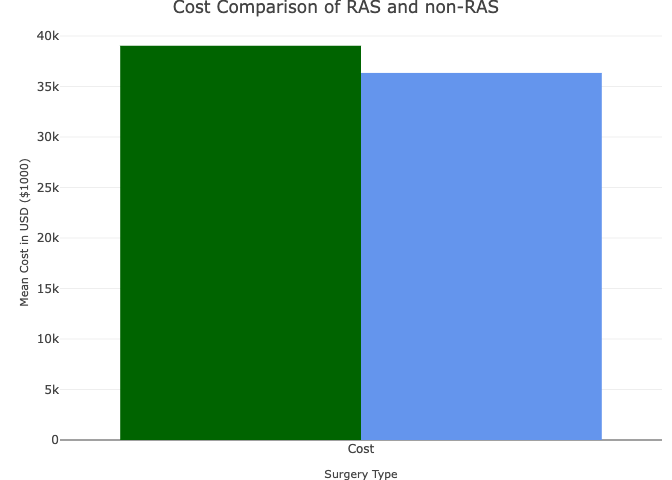 Cost Comparison of RAS and non-RAS
40k
35k
30k
25k
20k
15k
10k
5k
0
Mean Cost in USD ($1000)
Cost
Surgery Type